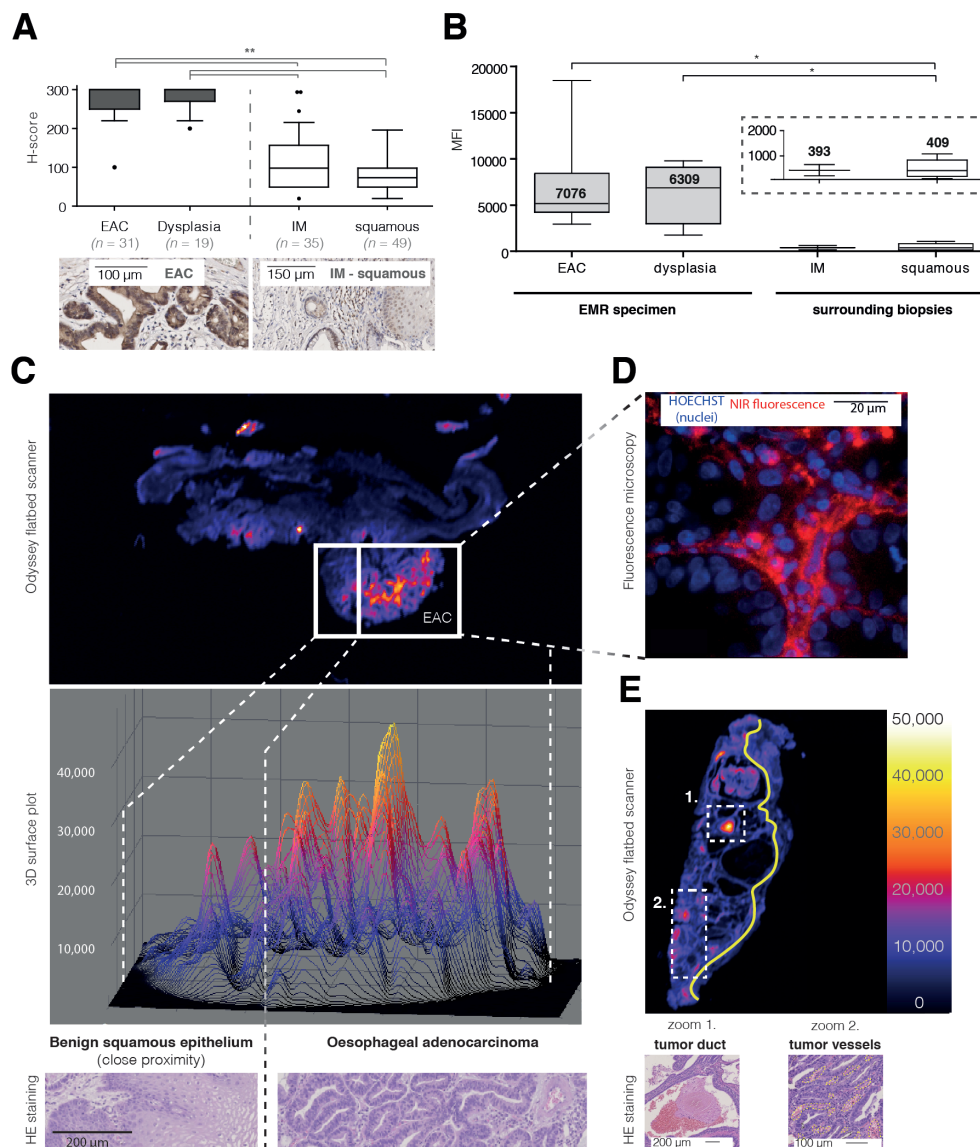 A
**
H-score
300
200
100
0
EAC
Dysplasia
IM
squamous
(n = 31)
(n = 19)
(n = 35)
(n = 49)
100 µm
EAC
150 µm
IM - squamous
B
MFI
20000
15000
10000
5000
0
*
*
7076
6309
2000
1000
393
409
EAC
dysplasia
IM
squamous
EMR specimen
surrounding biopsies
C
Odyssey flatbed scanner
EAC
3D surface plot
40,000
30,000
20,000
10,000
Benign squamous epithelium
(close proximity)
Oesophageal adenocarcinoma
HE staining
200 µm
D
Fluorescence microscopy
HOECHST
(nuclei)
NIR fluorescence
20 µm
E
Odyssey flatbed scanner
1.
2.
50,000
40,000
30,000
20,000
10,000
0
zoom 1.
tumor duct
zoom 2.
tumor vessels
HE staining
200 µm
100 µm